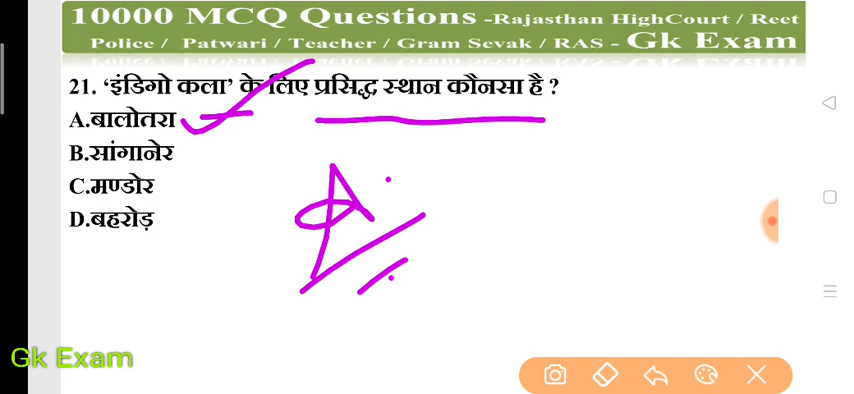 10000 MCQ Questions -Rajasthan HighCourt / Reet
Police / Patwari / Teacher / Gram Sevak / RAS - Gk Exam
21. ‘इंडिगो कला’ के लिए प्रसिद्ध स्थान कौनसा है ?
A.बालोतरा
B.सांगानेर
C.मण्डोर
D.बहरोड़
A
Gk Exam